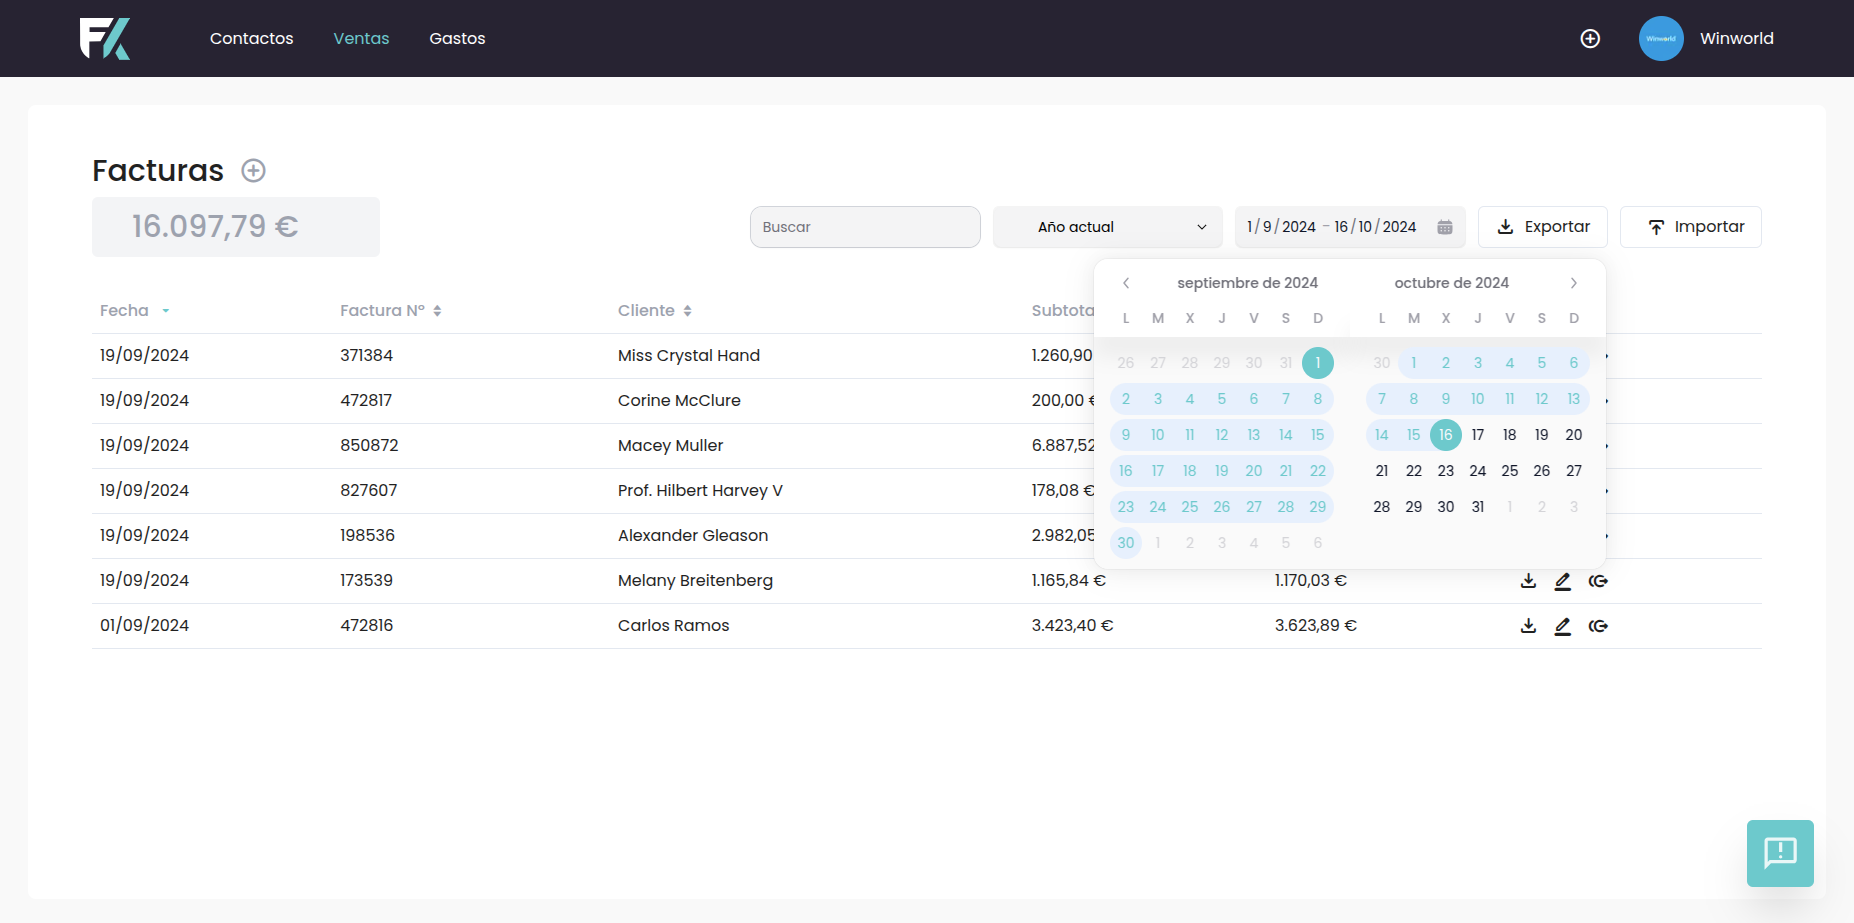 FX
Contactos Ventas Gastos Winworld Winworld
Facturas
16.097,79 €
Buscar Año actual 1/9/2024 – 16/10/2024 Exportar Importar
septiembre de 2024 octubre de 2024
L M X J V S D L M X J V S D
26 27 28 29 30 31 1 30 1 2 3 4 5 6
2 3 4 5 6 7 8 7 8 9 10 11 12 13
9 10 11 12 13 14 15 14 15 16 17 18 19 20
16 17 18 19 20 21 22 21 22 23 24 25 26 27
23 24 25 26 27 28 29 28 29 30 31 1 2 3
30 1 2 3 4 5 6
Fecha Factura Nº Cliente Subtota
19/09/2024 371384 Miss Crystal Hand 1.260,90
19/09/2024 472817 Corine McClure 200,00 €
19/09/2024 850872 Macey Muller 6.887,52
19/09/2024 827607 Prof. Hilbert Harvey V 178,08 €
19/09/2024 198536 Alexander Gleason 2.982,05
19/09/2024 173539 Melany Breitenberg 1.165,84 € 1.170,03 €
01/09/2024 472816 Carlos Ramos 3.423,40 € 3.623,89 €